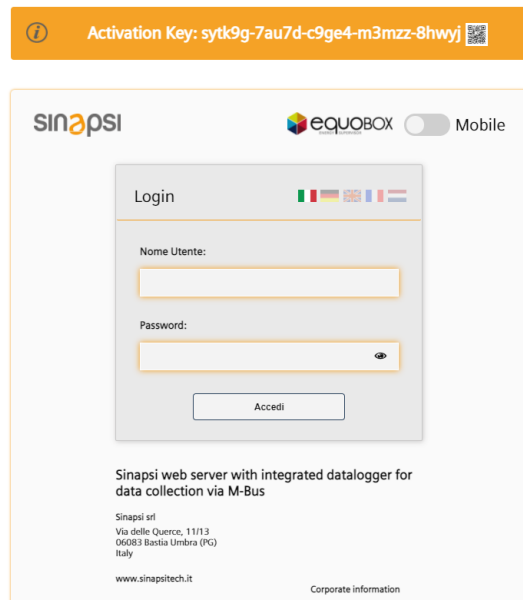 Activation Key: sytk9g-7au7d-c9ge4-m3mzz-8hwyj
sinapsi
equobox
Mobile
Login
Nome Utente:
Password:
Accedi
Sinapsi web server with integrated datalogger for
data collection via M-Bus
Sinapsi srl
Via delle Querce, 11/13
06083 Bastia Umbra (PG)
Italy
www.sinapsitech.it
Corporate information